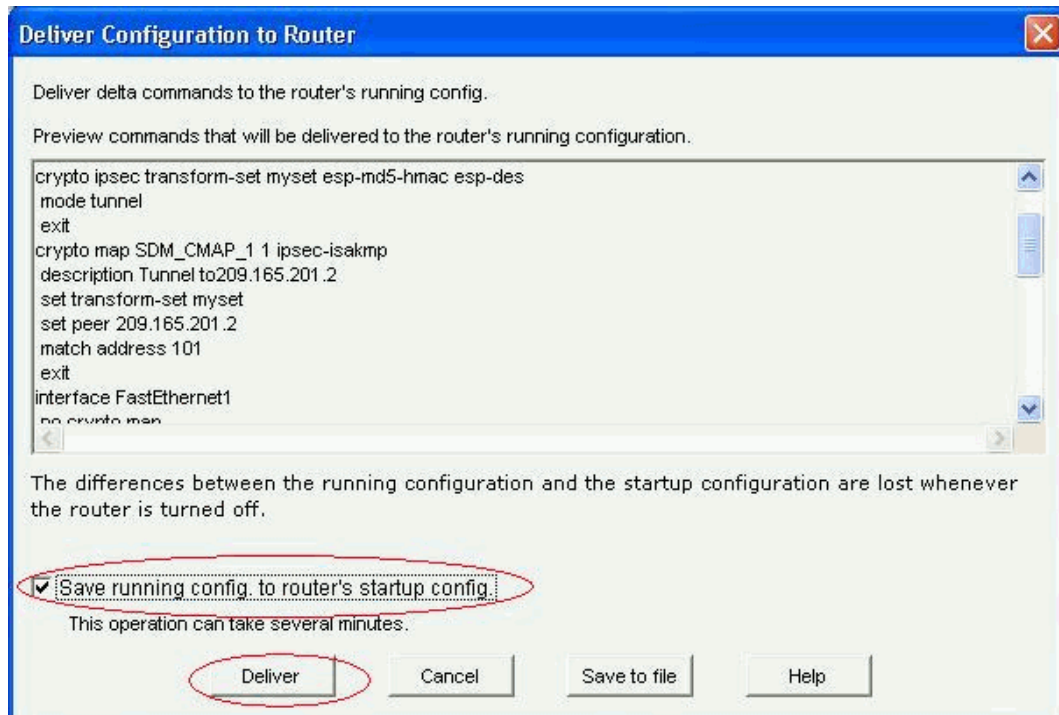 Deliver Configuration to Router
Deliver delta commands to the router's running config.
Preview commands that will be delivered to the router's running configuration.
crypto ipsec transform-set myset esp-md5-hmac esp-des
mode tunnel
exit
crypto map SDM_CMAP_1 1 ipsec-isakmp
description Tunnel to209.165.201.2
set transform-set myset
set peer 209.165.201.2
match address 101
exit
interface FastEthernet1
no crypto map
The differences between the running configuration and the startup configuration are lost whenever
the router is turned off.
Save running config. to router's startup config.
This operation can take several minutes.
Deliver Cancel Save to file Help